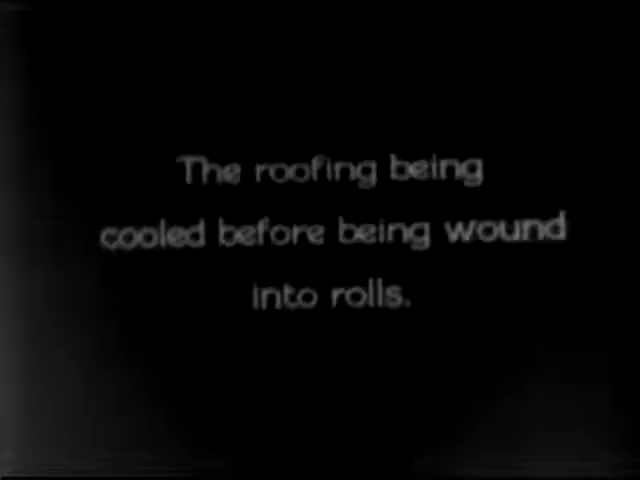 The roofing being
cooled before being wound
into rolls.